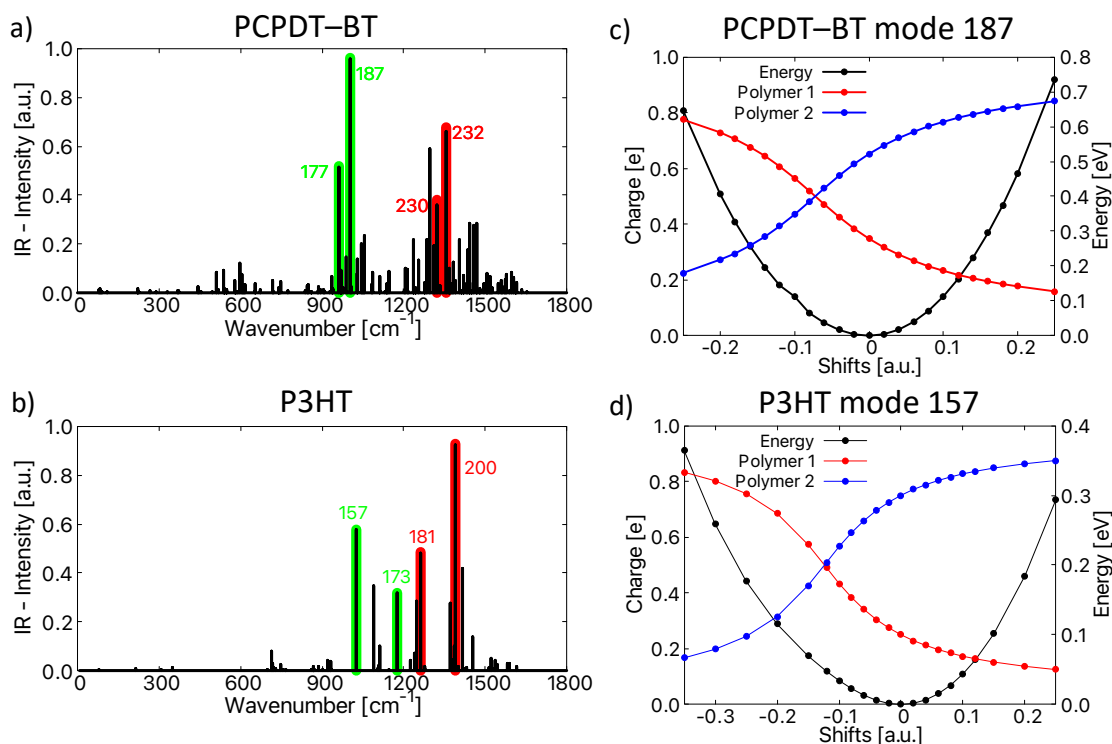 a)
PCPDT–BT
IR – Intensity [a.u.]
1.0
0.8
0.6
0.4
0.2
0.0
187
177
232
230
0 300 600 900 1200 1500 1800
Wavenumber [cm⁻¹]
c)
PCPDT–BT mode 187
Energy
Polymer 1
Polymer 2
Charge [e]
1.0
0.8
0.6
0.4
0.2
0.0
0.8
0.7
0.6
0.5
0.4
0.3
0.2
0.1
0.0
Energy [eV]
-0.2 -0.1 0 0.1 0.2
Shifts [a.u.]
b)
P3HT
IR – Intensity [a.u.]
1.0
0.8
0.6
0.4
0.2
0.0
157
173
181
200
0 300 600 900 1200 1500 1800
Wavenumber [cm⁻¹]
d)
P3HT mode 157
Energy
Polymer 1
Polymer 2
Charge [e]
1.0
0.8
0.6
0.4
0.2
0.0
0.4
0.3
0.2
0.1
0.0
Energy [eV]
-0.3 -0.2 -0.1 0 0.1 0.2
Shifts [a.u.]